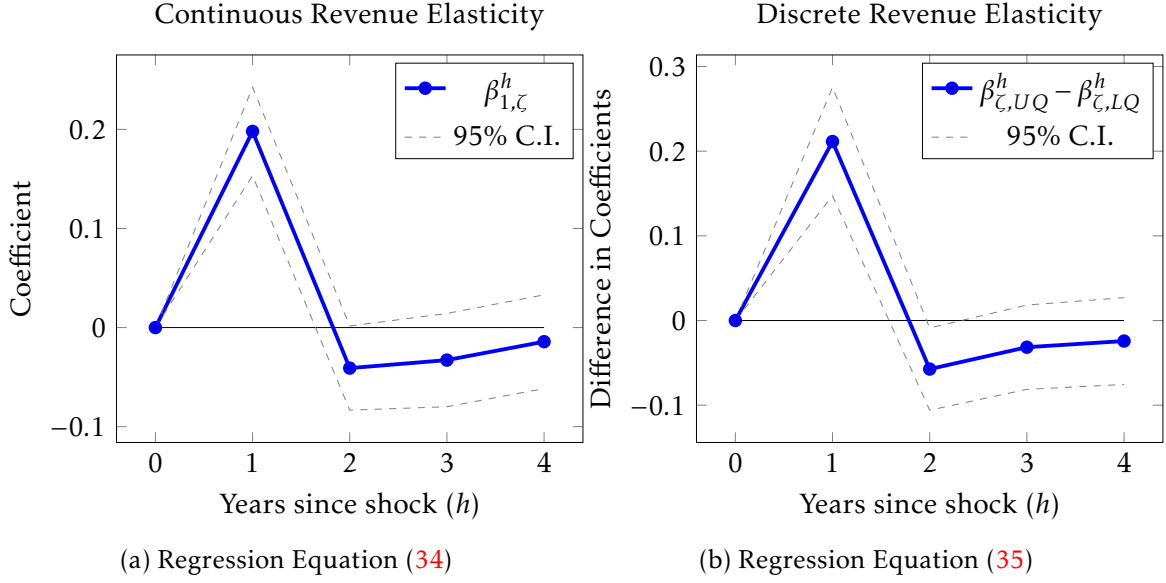 Continuous Revenue Elasticity
Coefficient
0.2
0.1
0
−0.1
β^h_{1,ζ}
95% C.I.
0 1 2 3 4
Years since shock (h)
(a) Regression Equation (34)
Discrete Revenue Elasticity
Difference in Coefficients
0.3
0.2
0.1
0
−0.1
β^h_{ζ,UQ} − β^h_{ζ,LQ}
95% C.I.
0 1 2 3 4
Years since shock (h)
(b) Regression Equation (35)